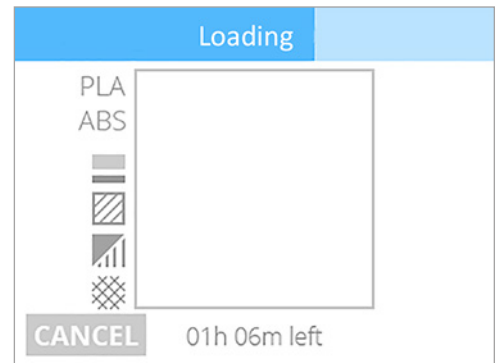 Loading
PLA
ABS
CANCEL
01h 06m left